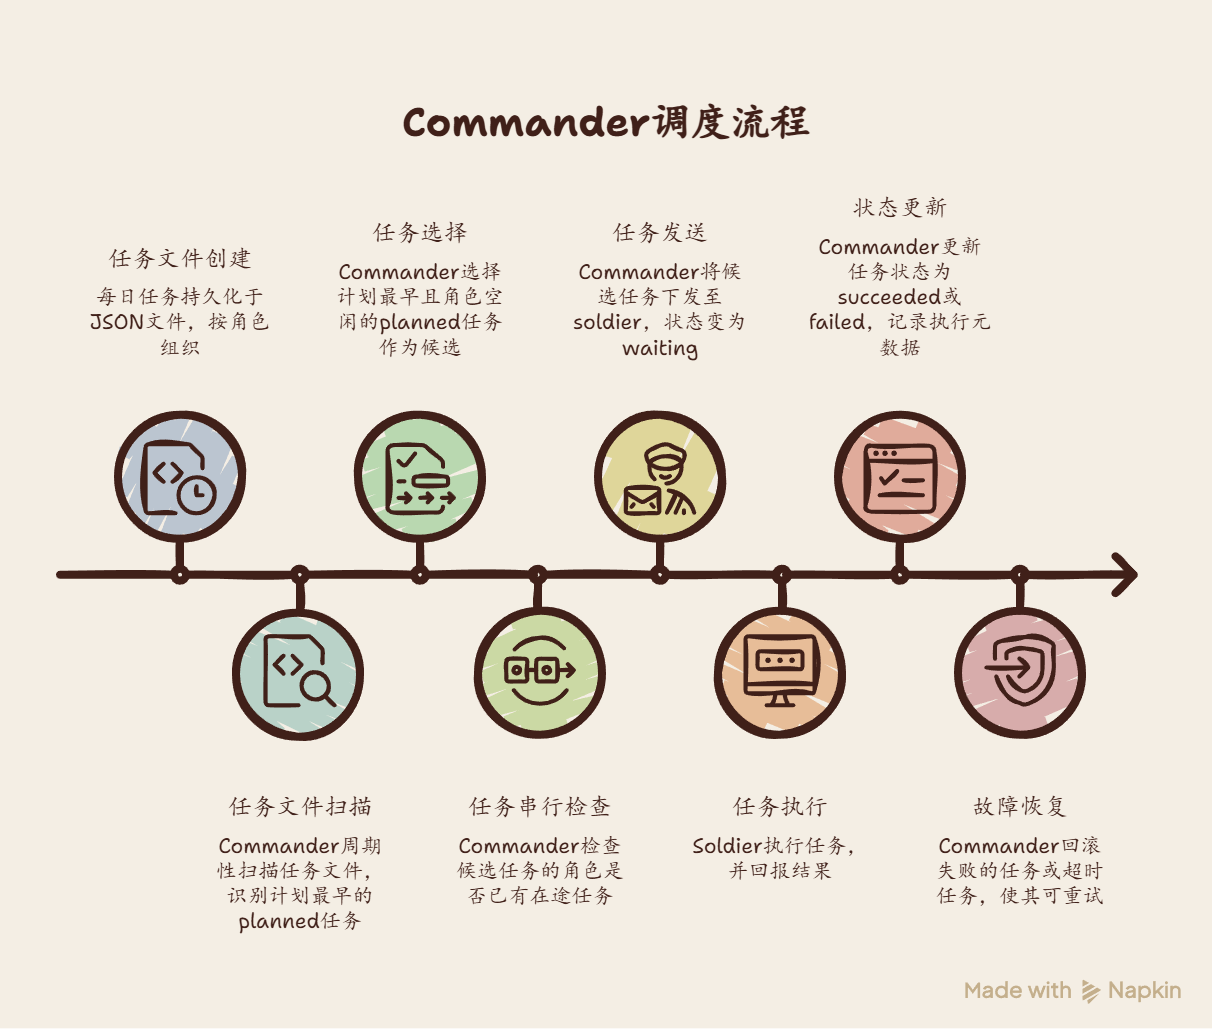 Commander调度流程
任务文件创建
每日任务持久化于
JSON文件，按角色
组织
任务文件扫描
Commander周期
性扫描任务文件，
识别计划最早的
planned任务
任务选择
Commander选择
计划最早且角色空
闲的planned任务
作为候选
任务串行检查
Commander检查
候选任务的角色是
否已有在途任务
任务发送
Commander将候
选任务下发至
soldier，状态变为
waiting
任务执行
Soldier执行任务，
并回报结果
状态更新
Commander更新
任务状态为
succeeded或
failed，记录执行元
数据
故障恢复
Commander回滚
失败的任务或超时
任务，使其可重试
Made with Napkin